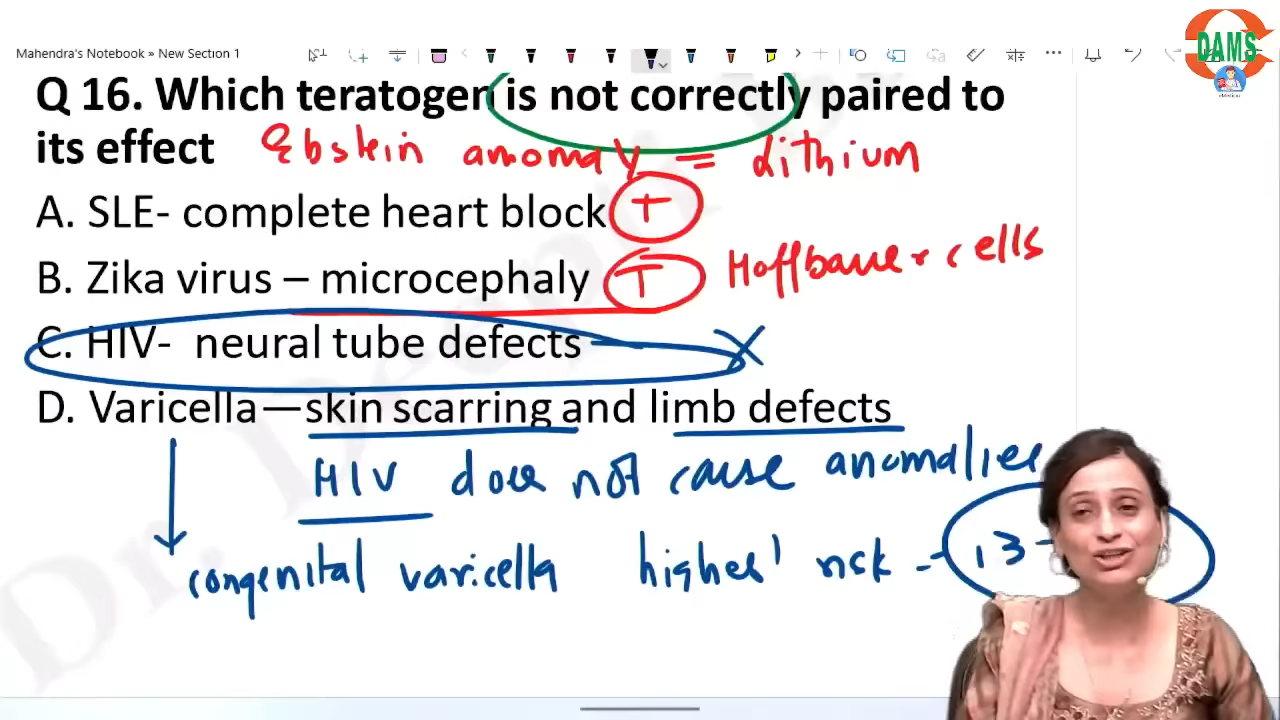 Mahendra's Notebook » New Section 1
DAMS
Q 16. Which teratogen is not correctly paired to
its effect
Ebstein anomay = Lithium
A. SLE- complete heart block T
B. Zika virus – microcephaly T
Hoffbauer cells
C. HIV- neural tube defects X
D. Varicella—skin scarring and limb defects
HIV does not cause anomalies
congenital varicella highest risk - 13-
Dr.